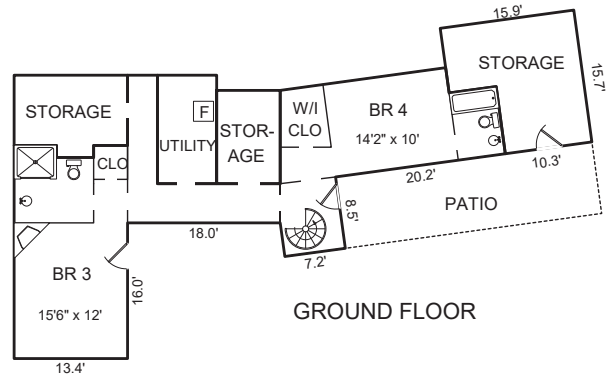 15.9'
STORAGE
15.7'
STORAGE
F
W/I
CLO
BR 4
14'2" x 10'
UTILITY
STOR-
AGE
CLO
10.3'
20.2'
PATIO
8.5'
18.0'
7.2'
BR 3
16.0'
15'6" x 12'
GROUND FLOOR
13.4'